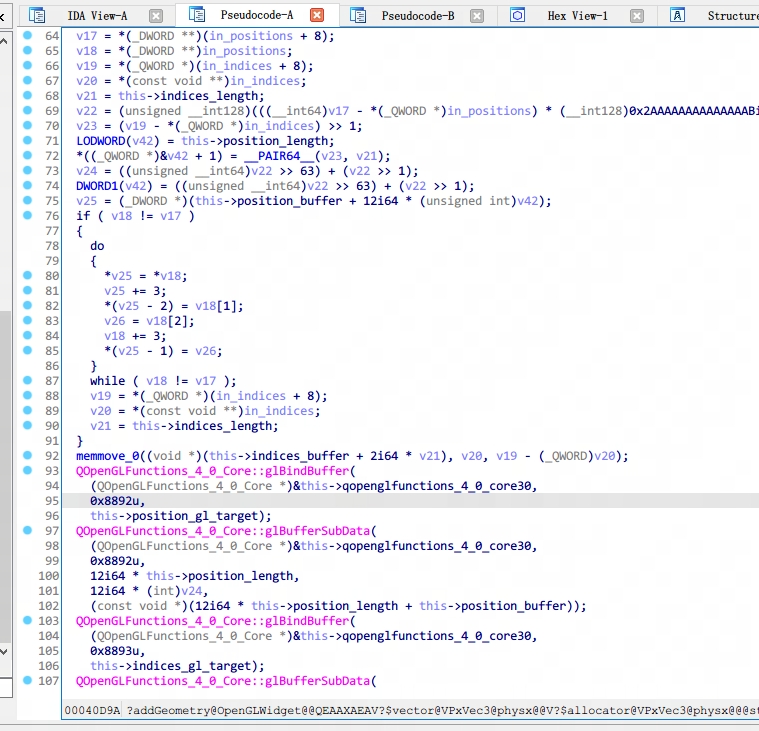 IDA View-A Pseudocode-A Pseudocode-B Hex View-1 Structure
64 v17 = *(_DWORD **)(in_positions + 8);
65 v18 = *(_DWORD **)in_positions;
66 v19 = *(_QWORD *)(in_indices + 8);
67 v20 = *(const void **)in_indices;
68 v21 = this->indices_length;
69 v22 = (unsigned __int128)(((__int64)v17 - *(_QWORD *)in_positions) * (__int128)0x2AAAAAAAAAAAAAABi
70 v23 = (v19 - *(_QWORD *)in_indices) >> 1;
71 LODWORD(v42) = this->position_length;
72 *((_QWORD *)&v42 + 1) = __PAIR64__(v23, v21);
73 v24 = ((unsigned __int64)v22 >> 63) + (v22 >> 1);
74 DWORD1(v42) = ((unsigned __int64)v22 >> 63) + (v22 >> 1);
75 v25 = (_DWORD *)(this->position_buffer + 12i64 * (unsigned int)v42);
76 if ( v18 != v17 )
77 {
78 do
79 {
80 *v25 = *v18;
81 v25 += 3;
82 *(v25 - 2) = v18[1];
83 v26 = v18[2];
84 v18 += 3;
85 *(v25 - 1) = v26;
86 }
87 while ( v18 != v17 );
88 v19 = *(_QWORD *)(in_indices + 8);
89 v20 = *(const void **)in_indices;
90 v21 = this->indices_length;
91 }
92 memmove_0((void *)(this->indices_buffer + 2i64 * v21), v20, v19 - (_QWORD)v20);
93 QOpenGLFunctions_4_0_Core::glBindBuffer(
94 (QOpenGLFunctions_4_0_Core *)&this->qopenglfunctions_4_0_core30,
95 0x8892u,
96 this->position_gl_target);
97 QOpenGLFunctions_4_0_Core::glBufferSubData(
98 (QOpenGLFunctions_4_0_Core *)&this->qopenglfunctions_4_0_core30,
99 0x8892u,
100 12i64 * this->position_length,
101 12i64 * (int)v24,
102 (const void *)(12i64 * this->position_length + this->position_buffer));
103 QOpenGLFunctions_4_0_Core::glBindBuffer(
104 (QOpenGLFunctions_4_0_Core *)&this->qopenglfunctions_4_0_core30,
105 0x8893u,
106 this->indices_gl_target);
107 QOpenGLFunctions_4_0_Core::glBufferSubData(
00040D9A ?addGeometry@OpenGLWidget@@QEAAXAEAV?$vector@VPxVec3@physx@@V?$allocator@VPxVec3@physx@@@st